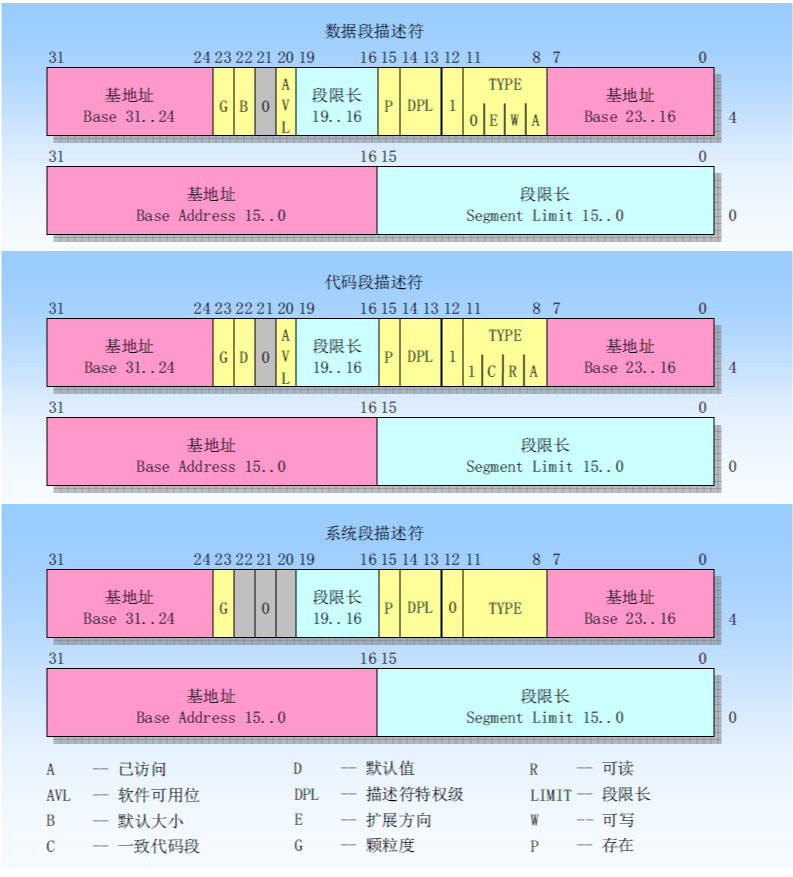 数据段描述符
31 24 23 22 21 20 19 16 15 14 13 12 11 8 7 0
基地址
Base 31..24
G B 0
A
V
L
段限长
19..16
P DPL 1
TYPE
0 E W A
基地址
Base 23..16
4
31 16 15 0
基地址
Base Address 15..0
段限长
Segment Limit 15..0
0
代码段描述符
31 24 23 22 21 20 19 16 15 14 13 12 11 8 7 0
基地址
Base 31..24
G D 0
A
V
L
段限长
19..16
P DPL 1
TYPE
1 C R A
基地址
Base 23..16
4
31 16 15 0
基地址
Base Address 15..0
段限长
Segment Limit 15..0
0
系统段描述符
31 24 23 22 21 20 19 16 15 14 13 12 11 8 7 0
基地址
Base 31..24
G 0
段限长
19..16
P DPL 0 TYPE
基地址
Base 23..16
4
31 16 15 0
基地址
Base Address 15..0
段限长
Segment Limit 15..0
0
A -- 已访问 D -- 默认值 R -- 可读
AVL -- 软件可用位 DPL -- 描述符特权级 LIMIT -- 段限长
B -- 默认大小 E -- 扩展方向 W -- 可写
C -- 一致代码段 G -- 颗粒度 P -- 存在